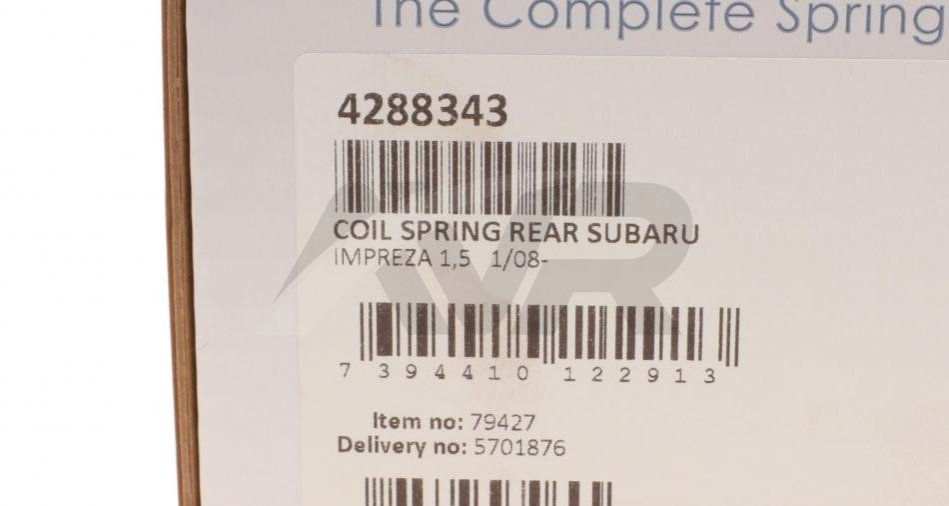 The Complete Spring
4288343
COIL SPRING REAR SUBARU
IMPREZA 1,5 1/08-
AVR
7 394410 122913
Item no: 79427
Delivery no: 5701876